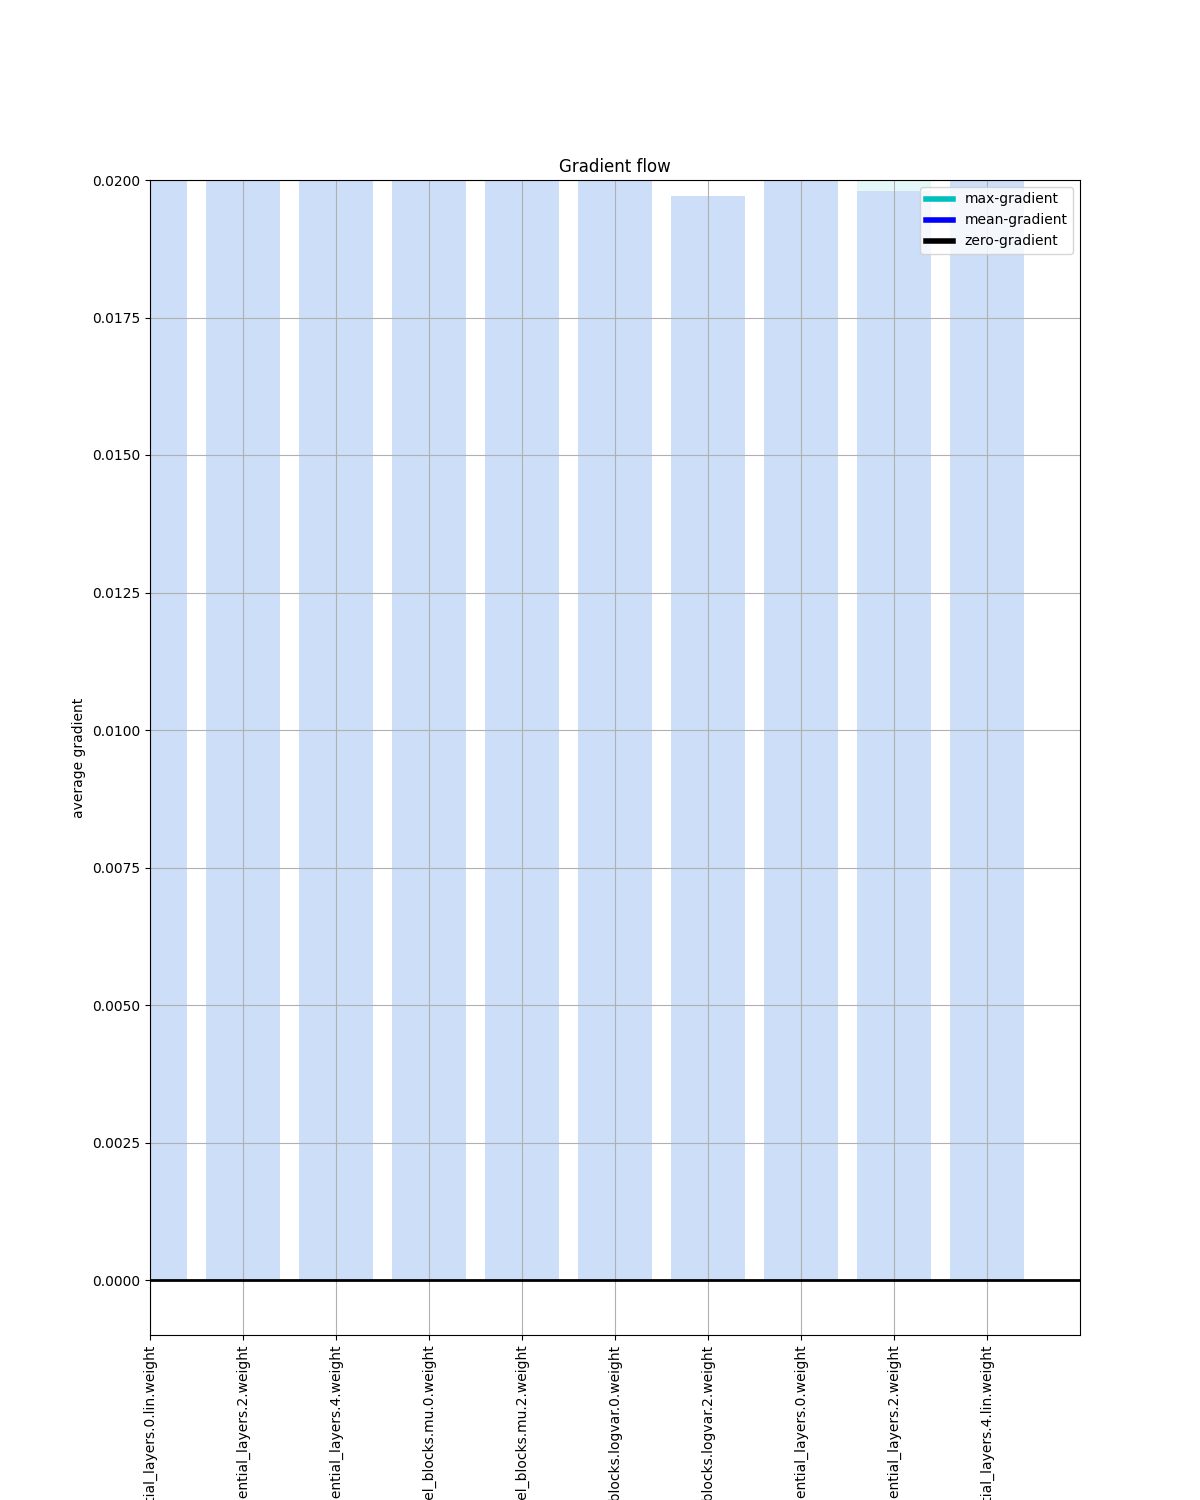 Gradient flow
0.0200
0.0175
0.0150
0.0125
0.0100
0.0075
0.0050
0.0025
0.0000
average gradient
max-gradient
mean-gradient
zero-gradient
tial_layers.0.lin.weight
ential_layers.2.weight
ential_layers.4.weight
el_blocks.mu.0.weight
el_blocks.mu.2.weight
blocks.logvar.0.weight
blocks.logvar.2.weight
ential_layers.0.weight
ential_layers.2.weight
tial_layers.4.lin.weight